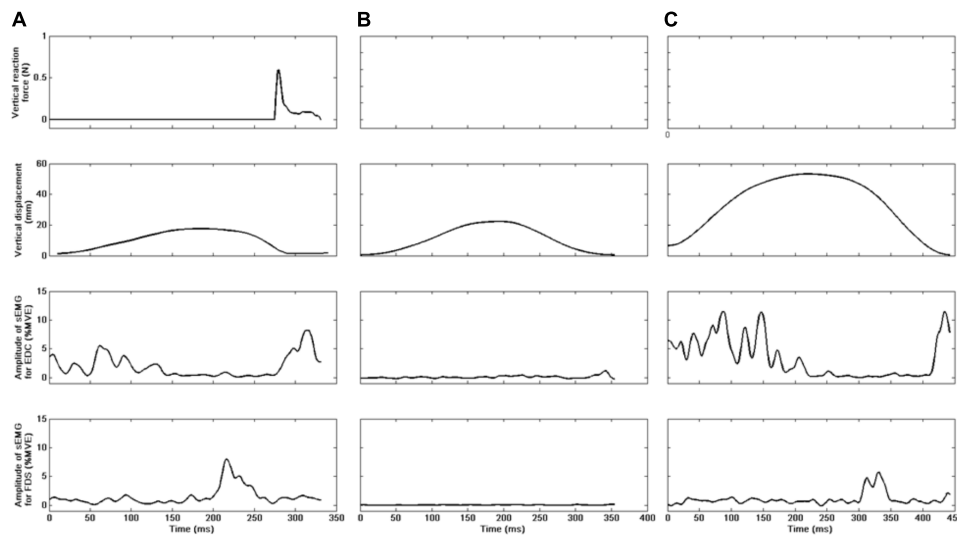 A B C
Vertical reaction
force (N)
1
0.5
0
0
Vertical displacement
(mm)
60
40
20
0
Amplitude of sEMG
for EDC (%MVE)
15
10
5
0
Amplitude of sEMG
for FDS (%MVE)
15
10
5
0
0 50 100 150 200 250 300 350
0 50 100 150 200 250 300 350 400
0 50 100 150 200 250 300 350 400 45
Time (ms) Time (ms) Time (ms)